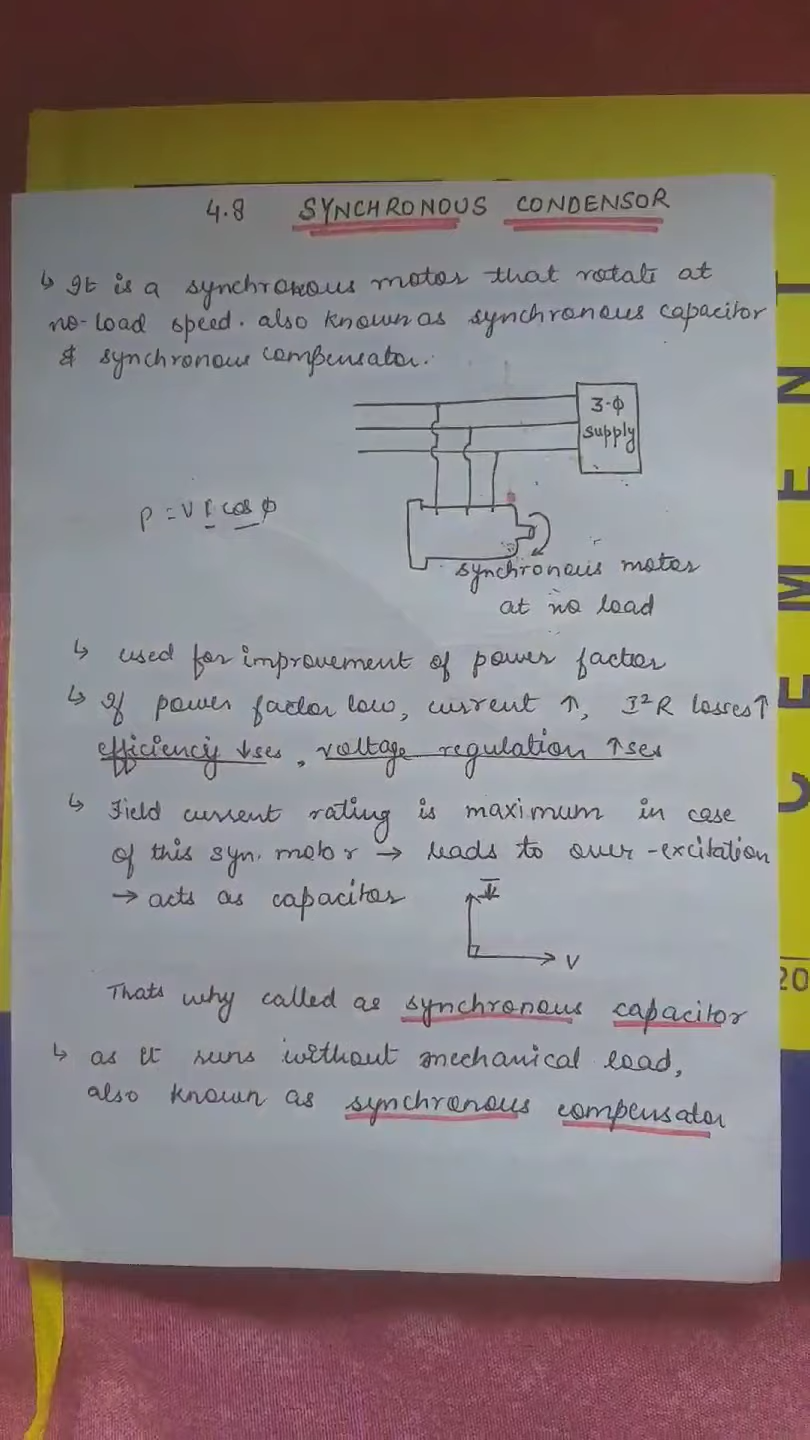 4.8 SYNCHRONOUS CONDENSOR
↳ It is a synchronous motor that rotate at
no-load speed. also known as synchronous capacitor
& synchronous compensator.
3-Φ
supply
P = V I cos ϕ
synchronous motor
at no load
↳ used for improvement of power factor
↳ If power factor low, current ↑, I²R losses↑
efficiency ↓ses, voltage regulation ↑ses
↳ Field current rating is maximum in case
of this syn. motor → leads to over-excitation
→ acts as capacitor
V
Thats why called as synchronous capacitor
↳ as it runs without mechanical load,
also known as synchronous compensator
CEMENT
20